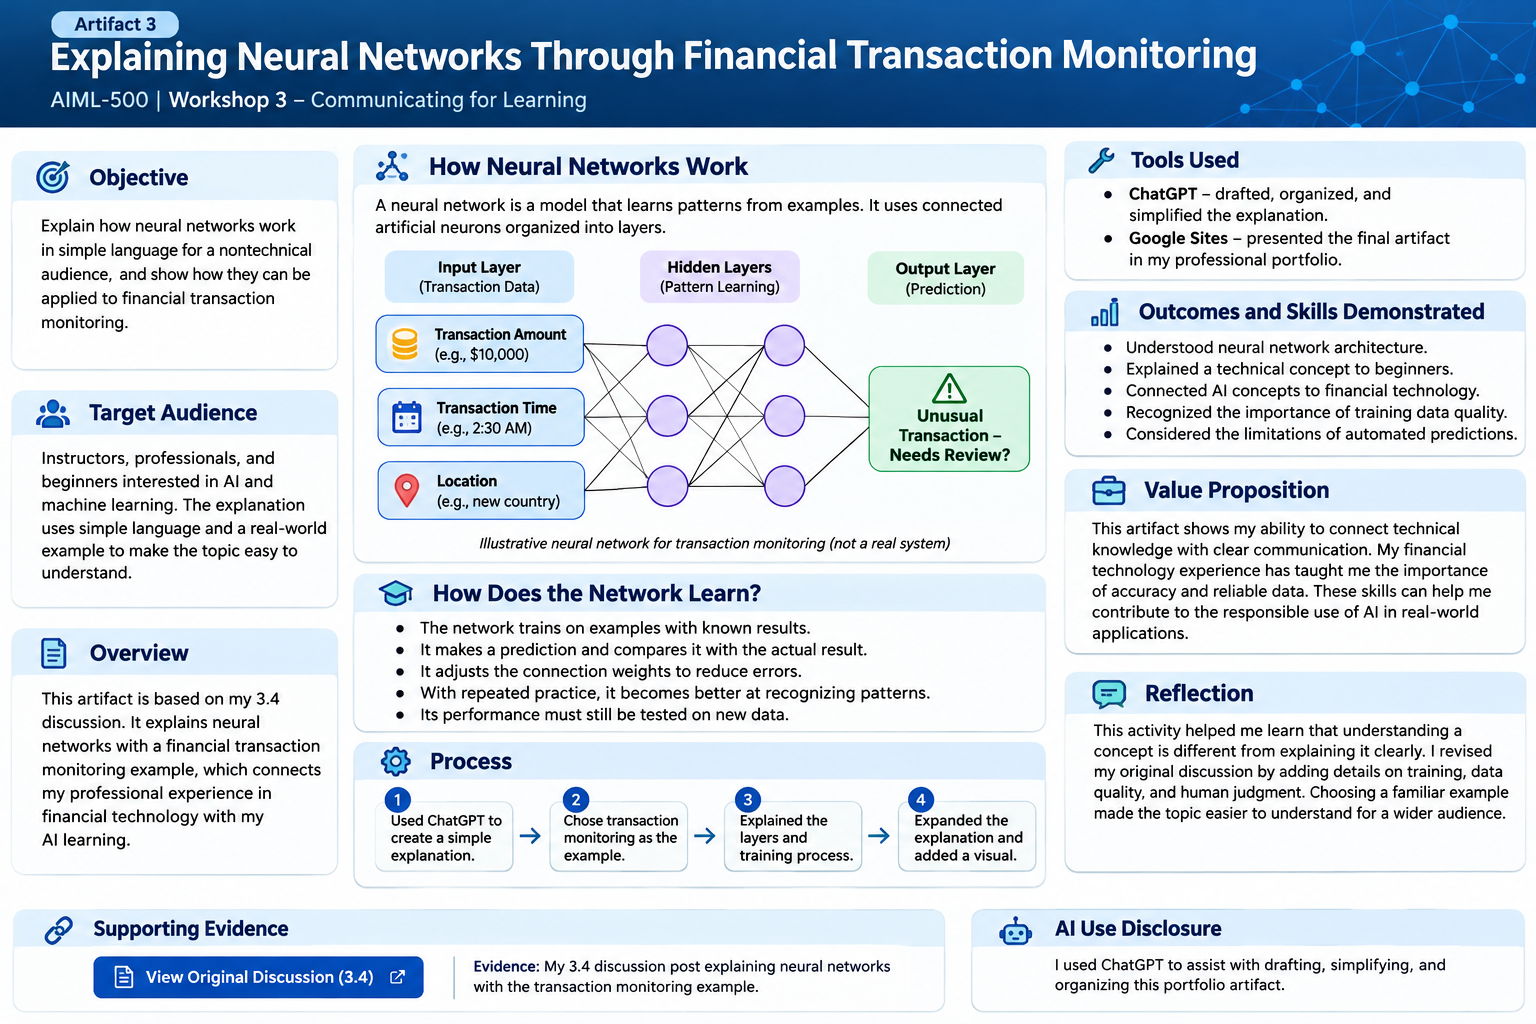 Artifact 3
Explaining Neural Networks Through Financial Transaction Monitoring
AIML-500 | Workshop 3 – Communicating for Learning
Objective
Explain how neural networks work
in simple language for a nontechnical
audience, and show how they can be
applied to financial transaction
monitoring.
Target Audience
Instructors, professionals, and
beginners interested in AI and
machine learning. The explanation
uses simple language and a real-world
example to make the topic easy to
understand.
Overview
This artifact is based on my 3.4
discussion. It explains neural
networks with a financial transaction
monitoring example, which connects
my professional experience in
financial technology with my
AI learning.
How Neural Networks Work
A neural network is a model that learns patterns from examples. It uses connected
artificial neurons organized into layers.
Input Layer
(Transaction Data)
Hidden Layers
(Pattern Learning)
Output Layer
(Prediction)
Transaction Amount
(e.g., $10,000)
Transaction Time
(e.g., 2:30 AM)
Location
(e.g., new country)
Unusual
Transaction –
Needs Review?
Illustrative neural network for transaction monitoring (not a real system)
How Does the Network Learn?
• The network trains on examples with known results.
• It makes a prediction and compares it with the actual result.
• It adjusts the connection weights to reduce errors.
• With repeated practice, it becomes better at recognizing patterns.
• Its performance must still be tested on new data.
Process
1
Used ChatGPT to
create a simple
explanation.
2
Chose transaction
monitoring as the
example.
3
Explained the
layers and
training process.
4
Expanded the
explanation and
added a visual.
Tools Used
• ChatGPT – drafted, organized, and
simplified the explanation.
• Google Sites – presented the final artifact
in my professional portfolio.
Outcomes and Skills Demonstrated
• Understood neural network architecture.
• Explained a technical concept to beginners.
• Connected AI concepts to financial technology.
• Recognized the importance of training data quality.
• Considered the limitations of automated predictions.
Value Proposition
This artifact shows my ability to connect technical
knowledge with clear communication. My financial
technology experience has taught me the importance
of accuracy and reliable data. These skills can help me
contribute to the responsible use of AI in real-world
applications.
Reflection
This activity helped me learn that understanding a
concept is different from explaining it clearly. I revised
my original discussion by adding details on training, data
quality, and human judgment. Choosing a familiar example
made the topic easier to understand for a wider audience.
Supporting Evidence
View Original Discussion (3.4)
Evidence: My 3.4 discussion post explaining neural networks
with the transaction monitoring example.
AI Use Disclosure
I used ChatGPT to assist with drafting, simplifying, and
organizing this portfolio artifact.